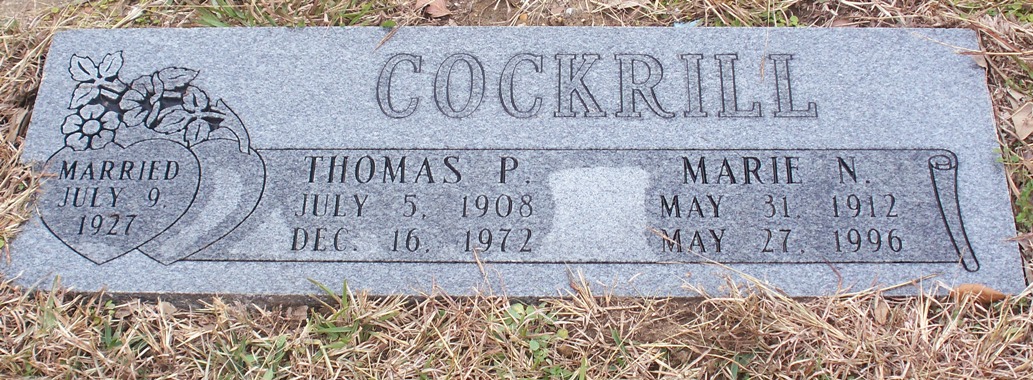 COCKRILL
MARRIED
JULY 9,
1927
THOMAS P.
JULY 5, 1908
DEC. 16, 1972
MARIE N.
MAY 31, 1912
MAY 27, 1996